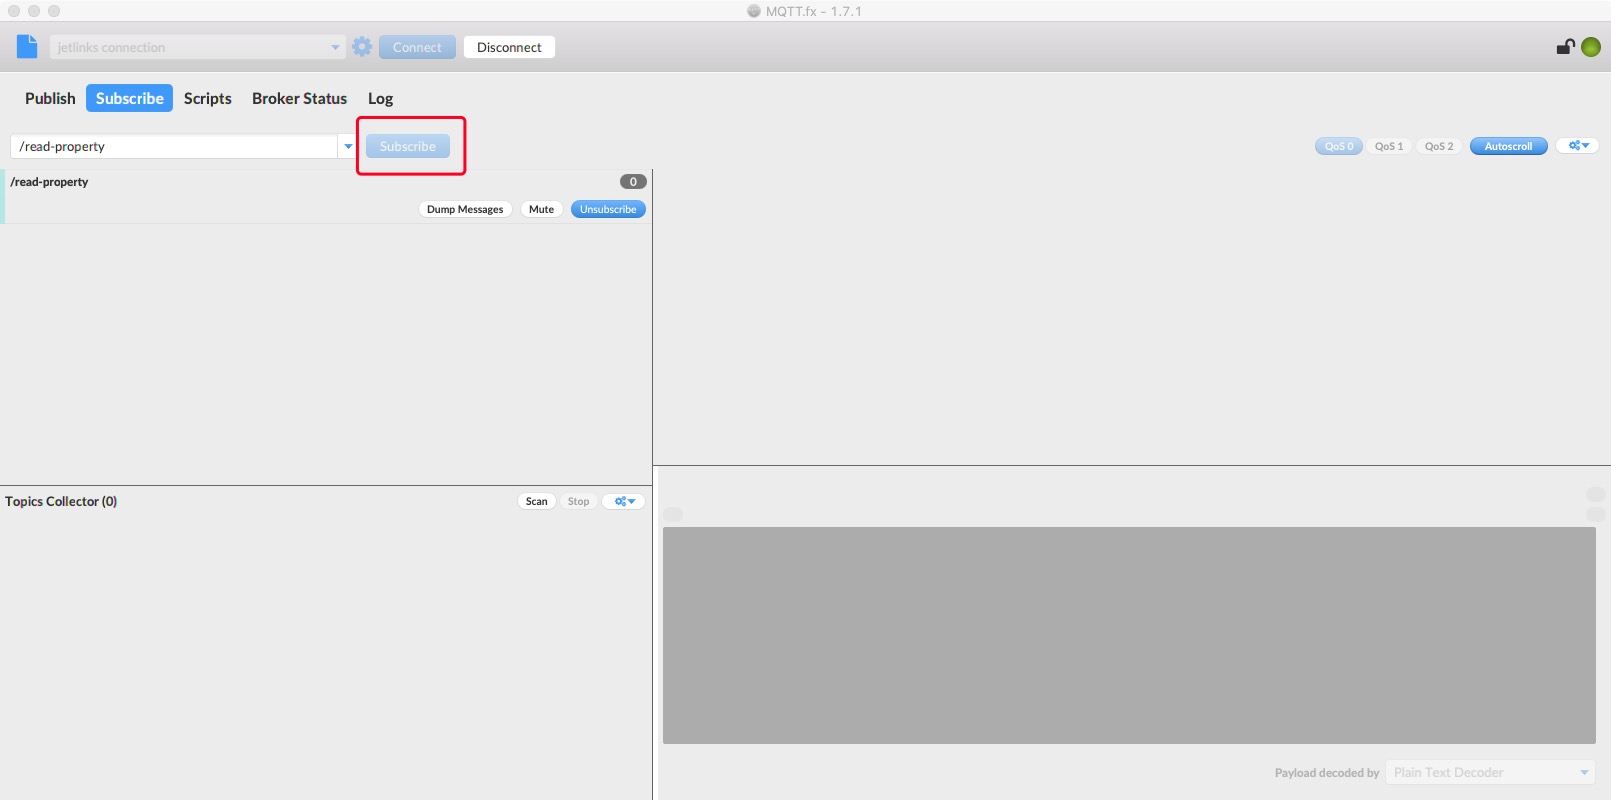 MQTT.fx - 1.7.1
jetlinks connection Connect Disconnect
Publish Subscribe Scripts Broker Status Log
/read-property Subscribe QoS 0 QoS 1 QoS 2 Autoscroll
/read-property 0
Dump Messages Mute Unsubscribe
Topics Collector (0) Scan Stop
Payload decoded by Plain Text Decoder